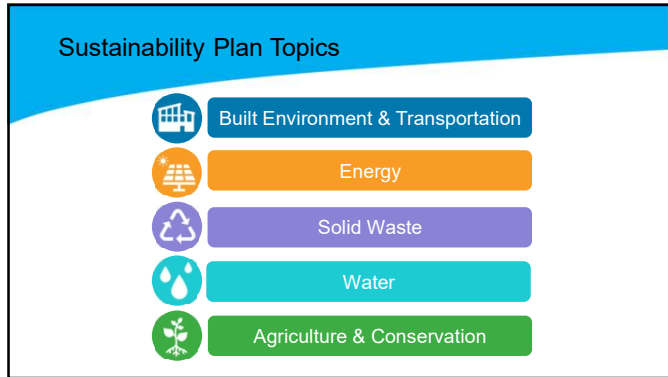 Sustainability Plan Topics
Built Environment & Transportation
Energy
Solid Waste
Water
Agriculture & Conservation